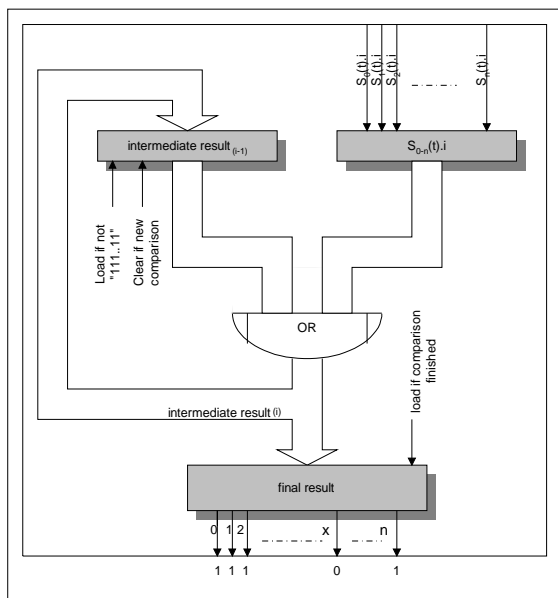 S0(t).i
S1(t).i
S2(t).i
Sn(t).i
intermediate result (i-1)
S0-n(t).i
Load if not
"111..11"
Clear if new
comparison
OR
load if comparison
finished
intermediate result(i)
final result
0 1 2 x n
1 1 1 0 1